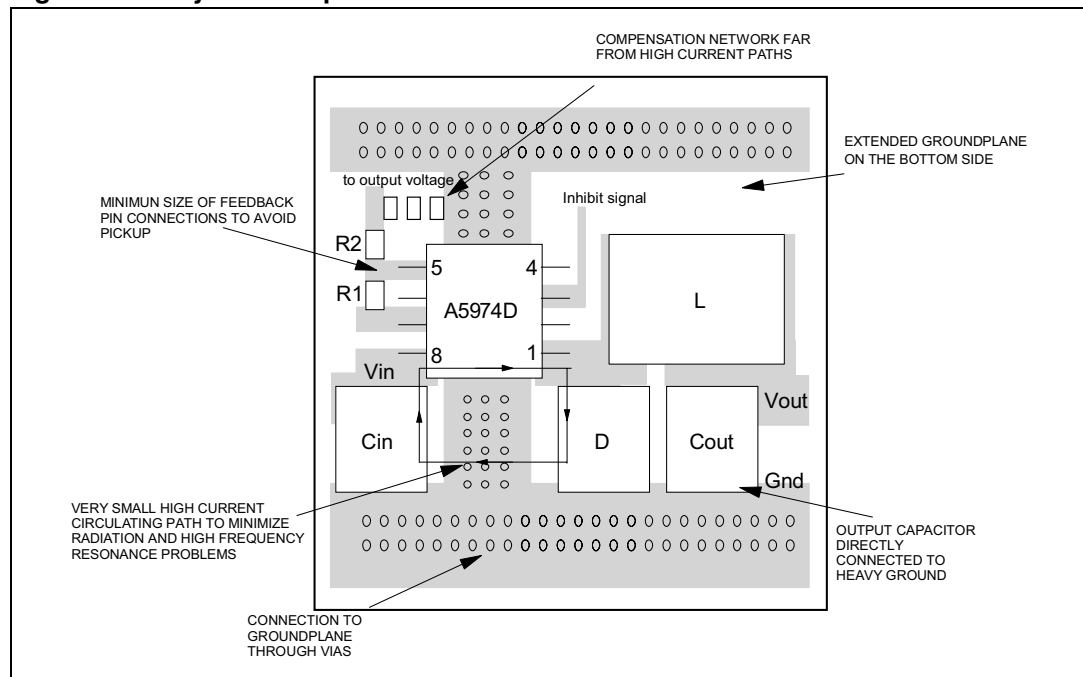 COMPENSATION NETWORK FAR
FROM HIGH CURRENT PATHS
EXTENDED GROUNDPLANE
ON THE BOTTOM SIDE
to output voltage
Inhibit signal
MINIMUN SIZE OF FEEDBACK
PIN CONNECTIONS TO AVOID
PICKUP
R2
5
4
L
R1
A5974D
8
1
Vin
Vout
Cin
D
Cout
Gnd
VERY SMALL HIGH CURRENT
CIRCULATING PATH TO MINIMIZE
RADIATION AND HIGH FREQUENCY
RESONANCE PROBLEMS
OUTPUT CAPACITOR
DIRECTLY
CONNECTED TO
HEAVY GROUND
CONNECTION TO
GROUNDPLANE
THROUGH VIAS